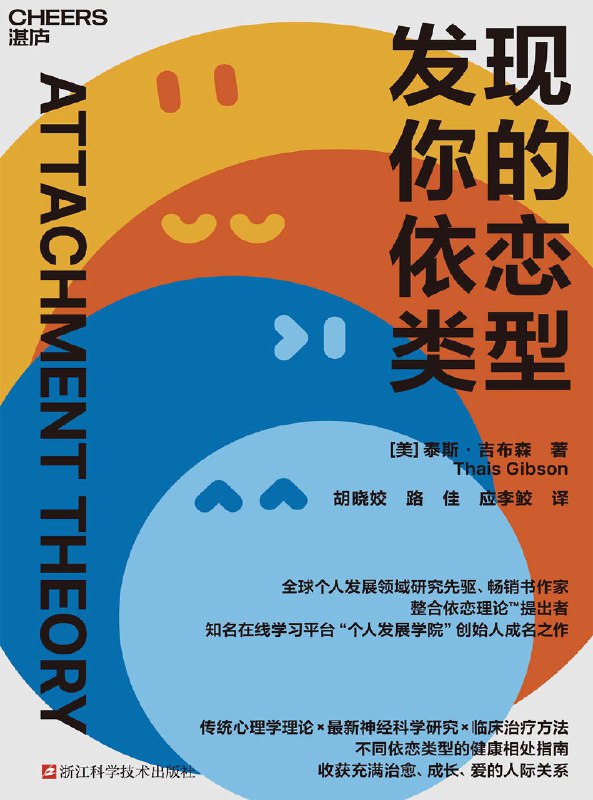 CHEERS
湛庐
ATTACHMENT THEORY
发现
你的
依恋
类型
[美] 泰斯·吉布森 著
Thais Gibson
胡晓姣 路 佳 应李鲛 译
全球个人发展领域研究先驱、畅销书作家
整合依恋理论™提出者
知名在线学习平台“个人发展学院”创始人成名之作
传统心理学理论×最新神经科学研究×临床治疗方法
不同依恋类型的健康相处指南
收获充满治愈、成长、爱的人际关系
浙江科学技术出版社